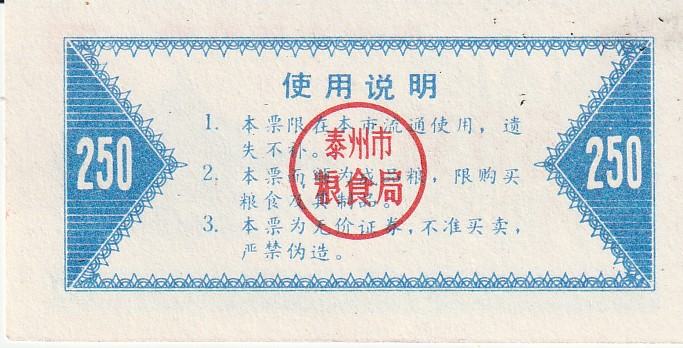 使用说明
250
1. 本票限在本市流通使用，遗
失不补。
2. 本票面额为成品粮，限购买
粮食及其制品。
3. 本票为无价证券，不准买卖，
严禁伪造。
250
泰州市
粮食局